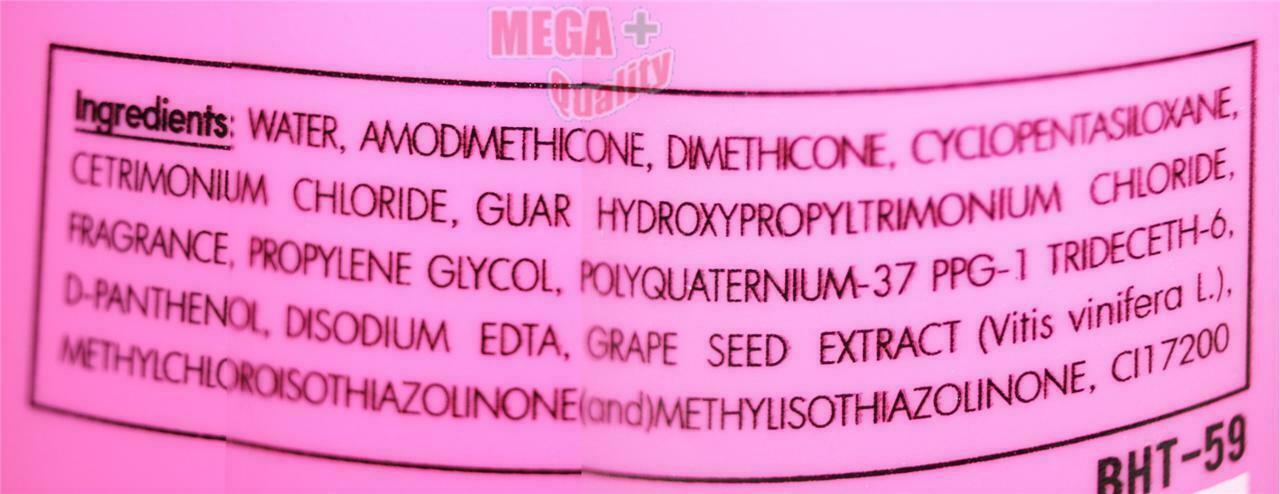 MEGA +
Quality
Ingredients: WATER, AMODIMETHICONE, DIMETHICONE, CYCLOPENTASILOXANE,
CETRIMONIUM CHLORIDE, GUAR HYDROXYPROPYLTRIMONIUM CHLORIDE,
FRAGRANCE, PROPYLENE GLYCOL, POLYQUATERNIUM-37 PPG-1 TRIDECETH-6,
D-PANTHENOL, DISODIUM EDTA, GRAPE SEED EXTRACT (Vitis vinifera L.),
METHYLCHLOROISOTHIAZOLINONE(and)METHYLISOTHIAZOLINONE, CI17200
BHT-59